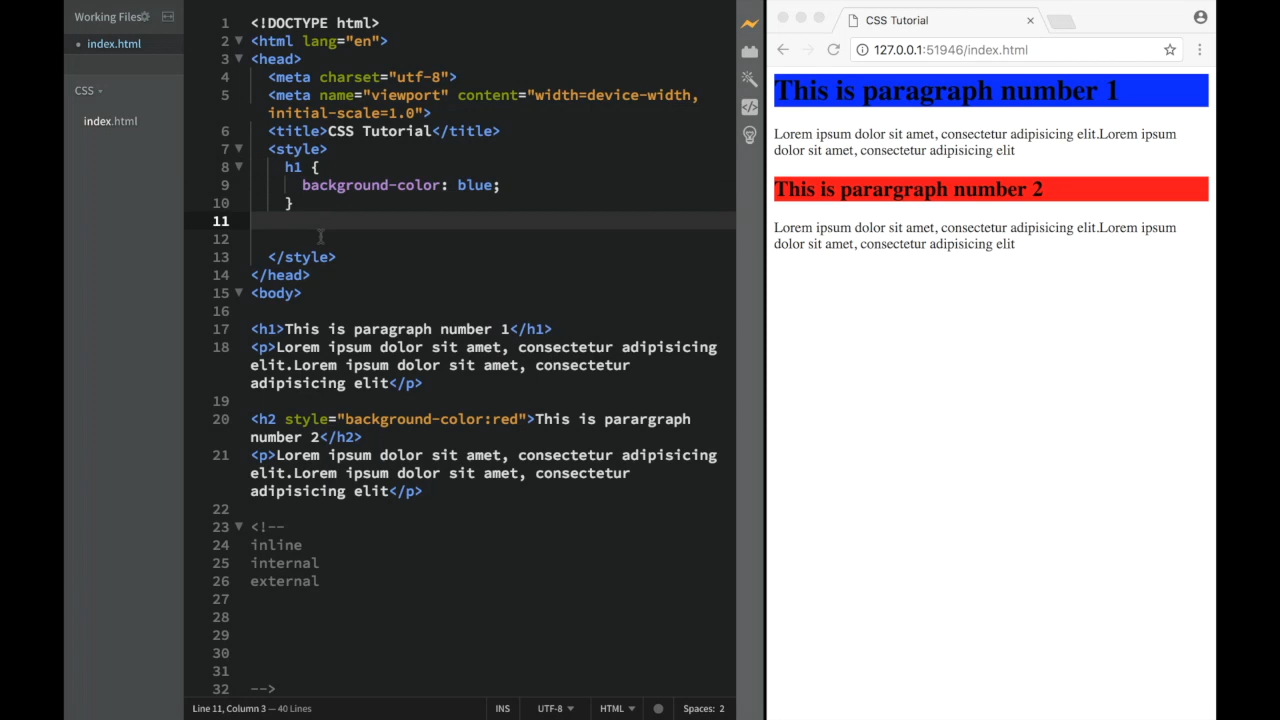 Working Files
index.html
CSS
index.html
1 <!DOCTYPE html>
2 <html lang="en">
3 <head>
4 <meta charset="utf-8">
5 <meta name="viewport" content="width=device-width,
initial-scale=1.0">
6 <title>CSS Tutorial</title>
7 <style>
8 h1 {
9 background-color: blue;
10 }
11
12
13 </style>
14 </head>
15 <body>
16
17 <h1>This is paragraph number 1</h1>
18 <p>Lorem ipsum dolor sit amet, consectetur adipisicing
elit.Lorem ipsum dolor sit amet, consectetur
adipisicing elit</p>
19
20 <h2 style="background-color:red">This is parargraph
number 2</h2>
21 <p>Lorem ipsum dolor sit amet, consectetur adipisicing
elit.Lorem ipsum dolor sit amet, consectetur
adipisicing elit</p>
22
23 <!--
24 inline
25 internal
26 external
27
28
29
30
31
32 -->
Line 11, Column 3 — 40 Lines
INS
UTF-8
HTML
Spaces: 2
CSS Tutorial
127.0.0.1:51946/index.html
This is paragraph number 1
Lorem ipsum dolor sit amet, consectetur adipisicing elit.Lorem ipsum
dolor sit amet, consectetur adipisicing elit
This is parargraph number 2
Lorem ipsum dolor sit amet, consectetur adipisicing elit.Lorem ipsum
dolor sit amet, consectetur adipisicing elit